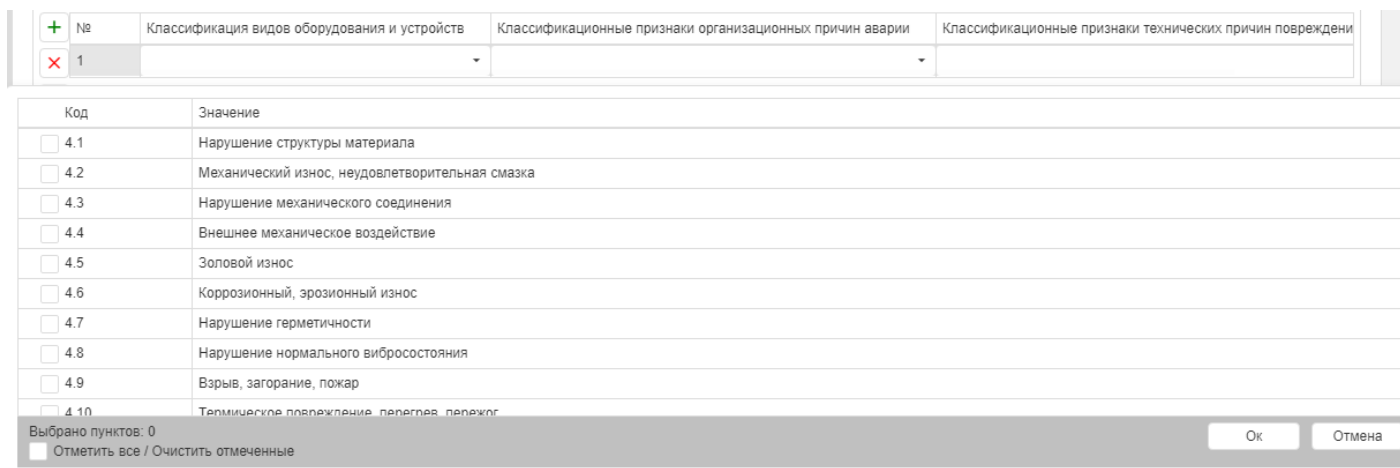 № Классификация видов оборудования и устройств Классификационные признаки организационных причин аварии Классификационные признаки технических причин повреждени
1
Код Значение
4.1 Нарушение структуры материала
4.2 Механический износ, неудовлетворительная смазка
4.3 Нарушение механического соединения
4.4 Внешнее механическое воздействие
4.5 Золовой износ
4.6 Коррозионный, эрозионный износ
4.7 Нарушение герметичности
4.8 Нарушение нормального вибросостояния
4.9 Взрыв, загорание, пожар
4.10 Термическое повреждение, перегрев, пережог
Выбрано пунктов: 0
Отметить все / Очистить отмеченные
Ок Отмена